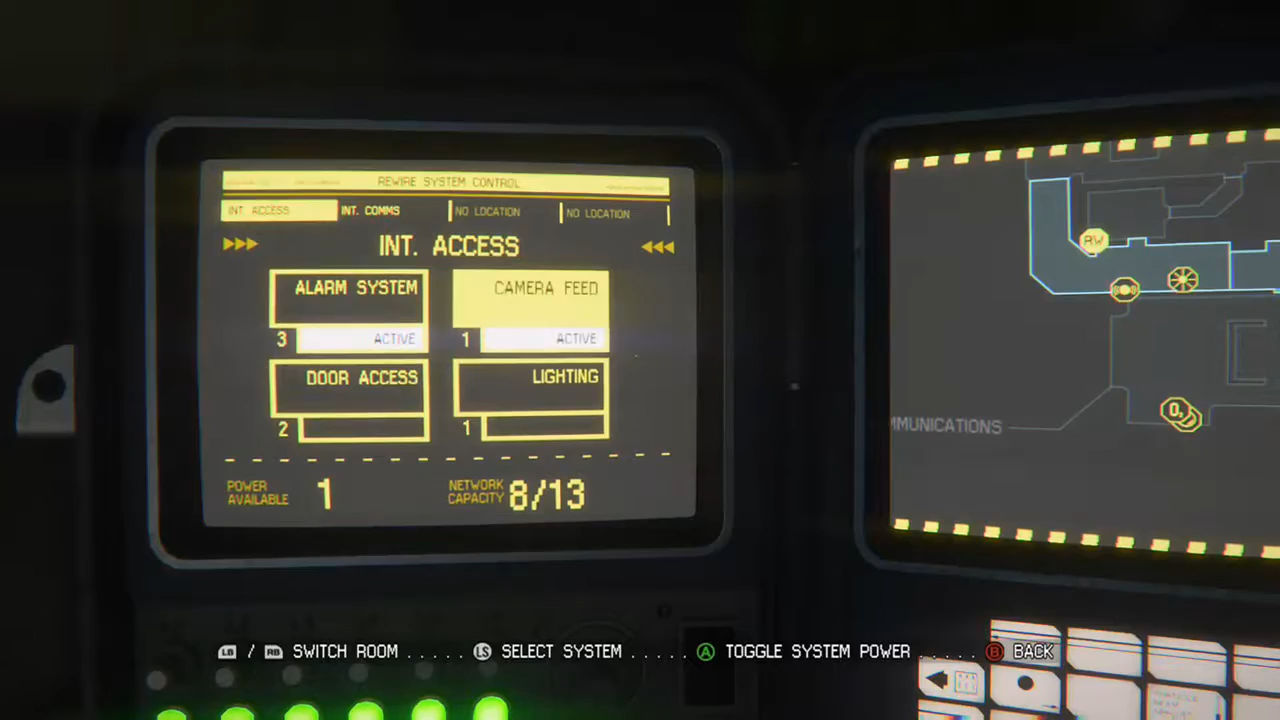 REWIRE SYSTEM CONTROL
INT. ACCESS
INT. COMMS
NO LOCATION
NO LOCATION
INT. ACCESS
ALARM SYSTEM
3 ACTIVE
CAMERA FEED
1 ACTIVE
DOOR ACCESS
2
LIGHTING
1
POWER
AVAILABLE 1
NETWORK
CAPACITY 8/13
RW
MMUNICATIONS
LB / RB SWITCH ROOM . . . . . LS SELECT SYSTEM . . . . . A TOGGLE SYSTEM POWER . . . . . B BACK